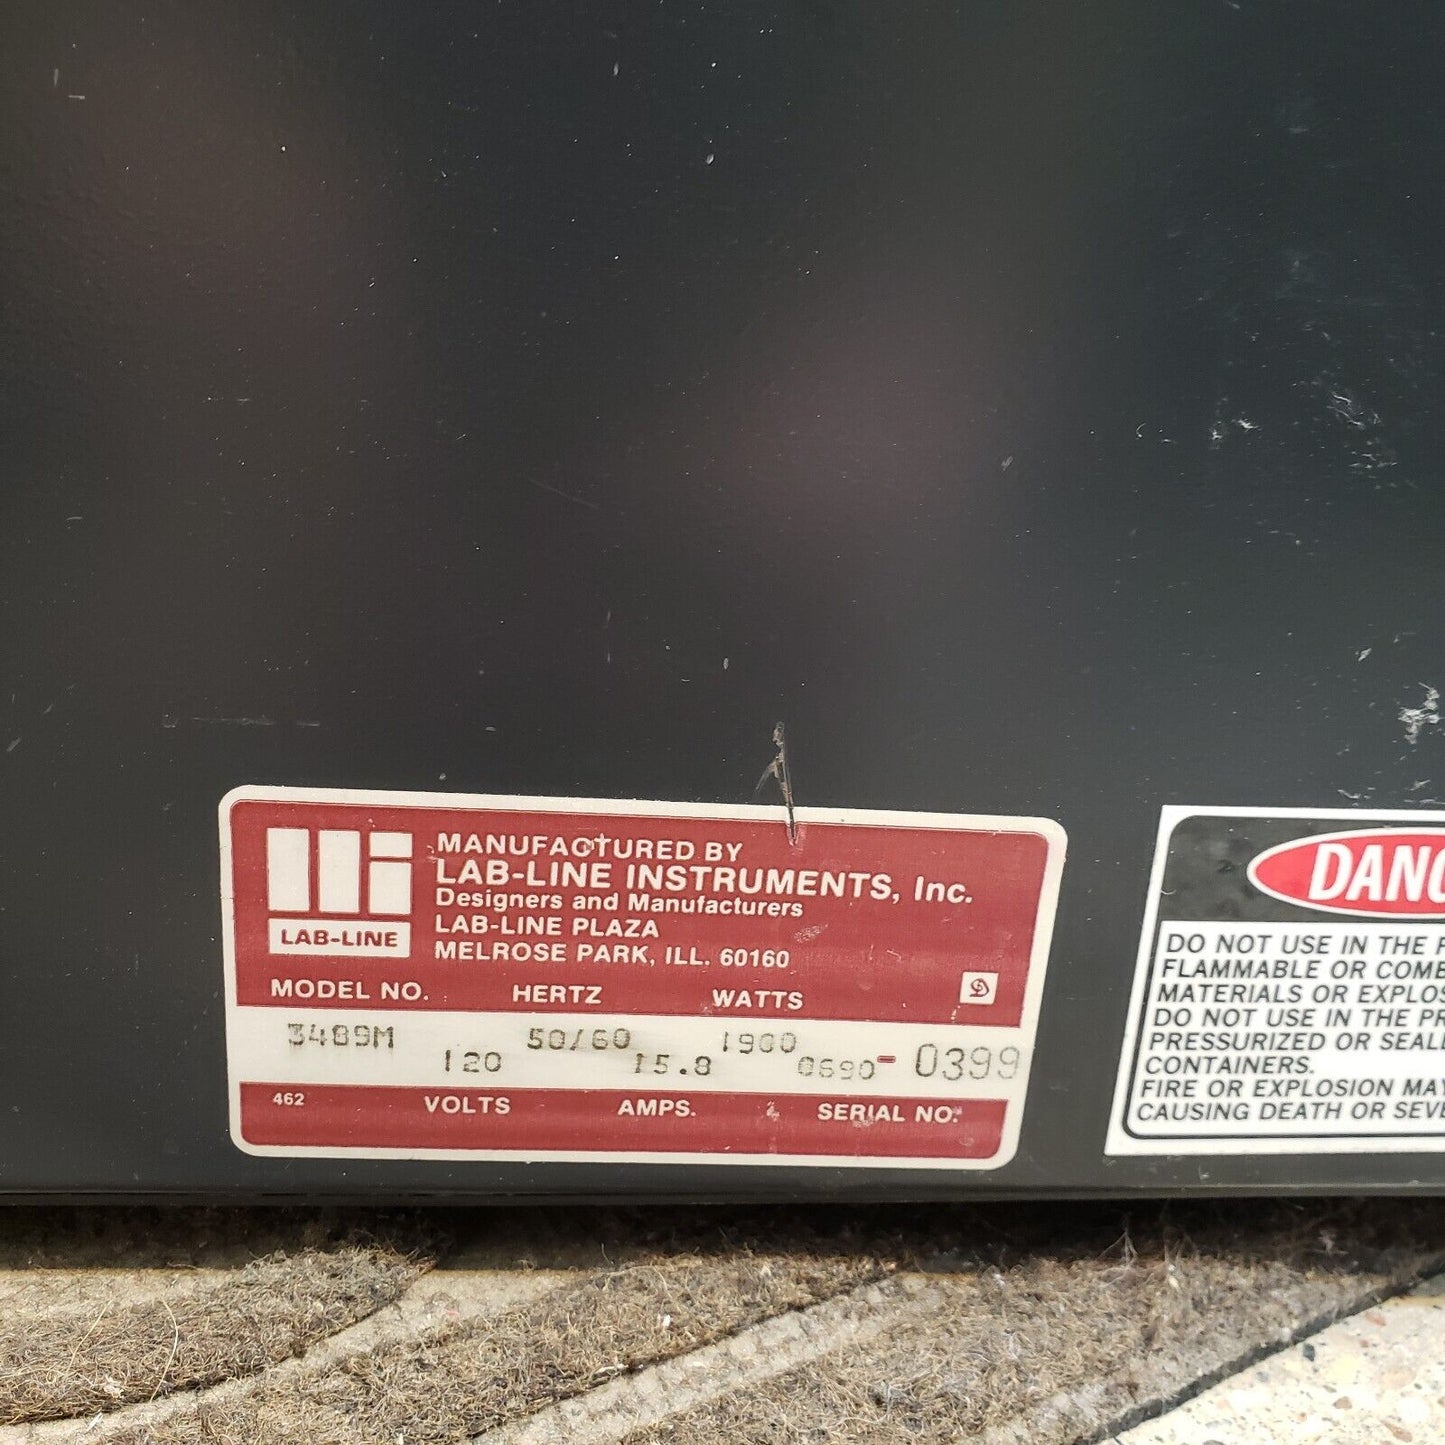 LAB-LINE
MANUFACTURED BY
LAB-LINE INSTRUMENTS, Inc.
Designers and Manufacturers
LAB-LINE PLAZA
MELROSE PARK, ILL. 60160
MODEL NO. HERTZ WATTS
3489M 50/60 1900
120 15.8 0690-0399
462 VOLTS AMPS. SERIAL NO.
DANG
DO NOT USE IN THE P
FLAMMABLE OR COMB
MATERIALS OR EXPLOS
DO NOT USE IN THE PR
PRESSURIZED OR SEALE
CONTAINERS.
FIRE OR EXPLOSION MAY
CAUSING DEATH OR SEVE